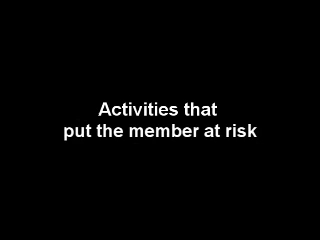 Activities that
put the member at risk